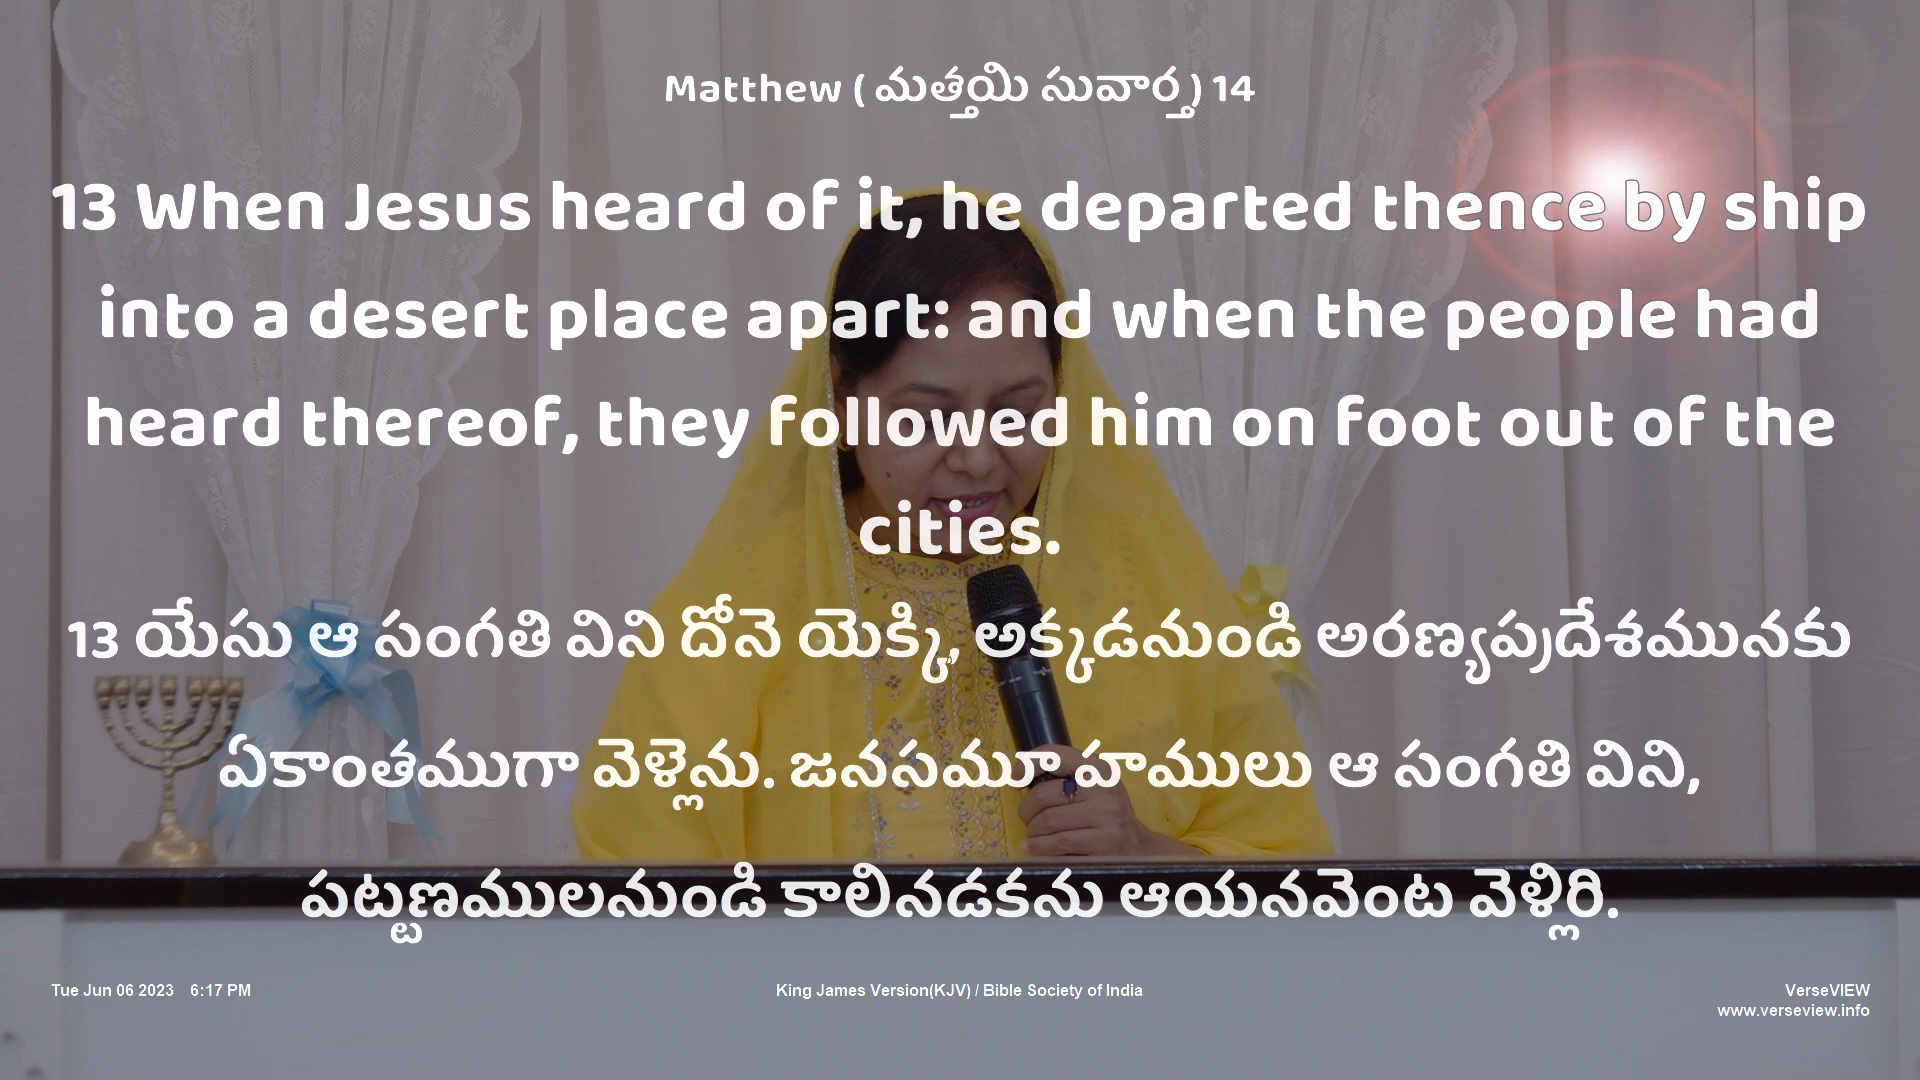 Matthew ( మత్తయి సువార్త ) 14
13 When Jesus heard of it, he departed thence by ship
into a desert place apart: and when the people had
heard thereof, they followed him on foot out of the
cities.
13 యేసు ఆ సంగతి విని దోనె యెక్కి, అక్కడనుండి అరణ్యప్రదేశమునకు
ఏకాంతముగా వెళ్లెను. జనసమూ హములు ఆ సంగతి విని,
పట్టణములనుండి కాలినడకను ఆయనవెంట వెళ్లిరి.
Tue Jun 06 2023 6:17 PM
King James Version(KJV) / Bible Society of India
VerseVIEW
www.verseview.info